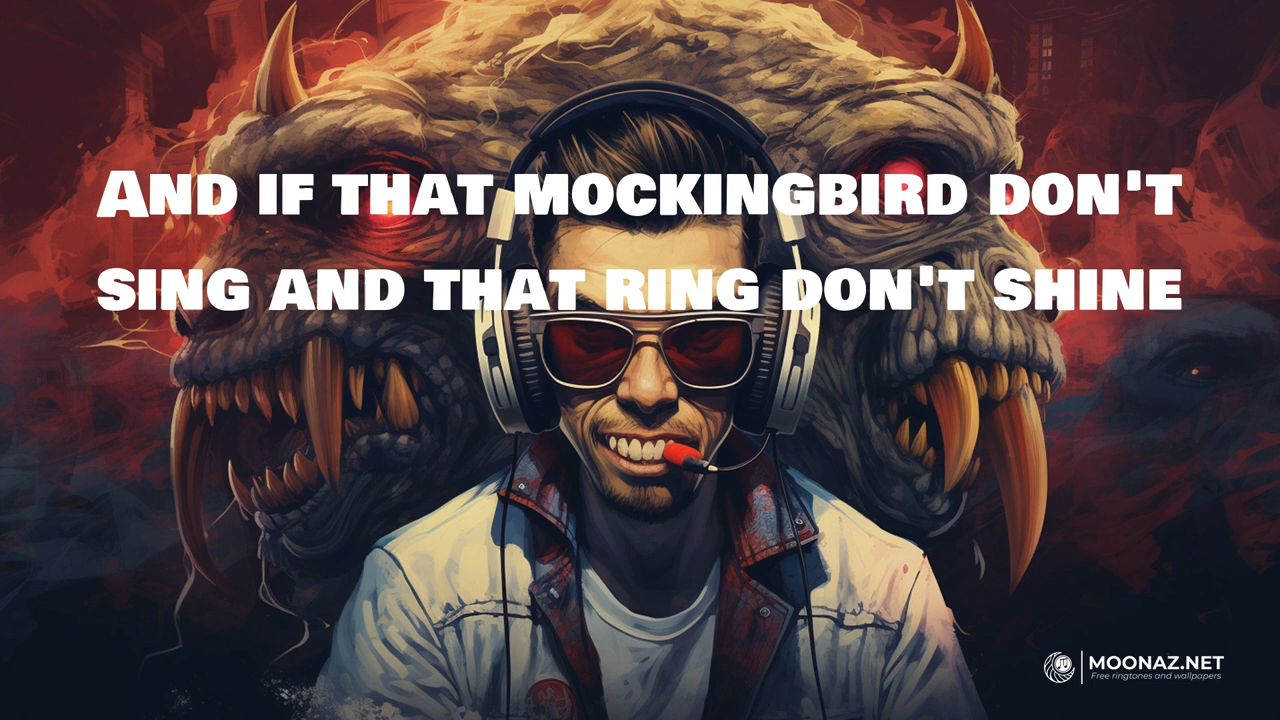 And if that mockingbird don't
sing and that ring don't shine
MOONAZ.NET
Free ringtones and wallpapers